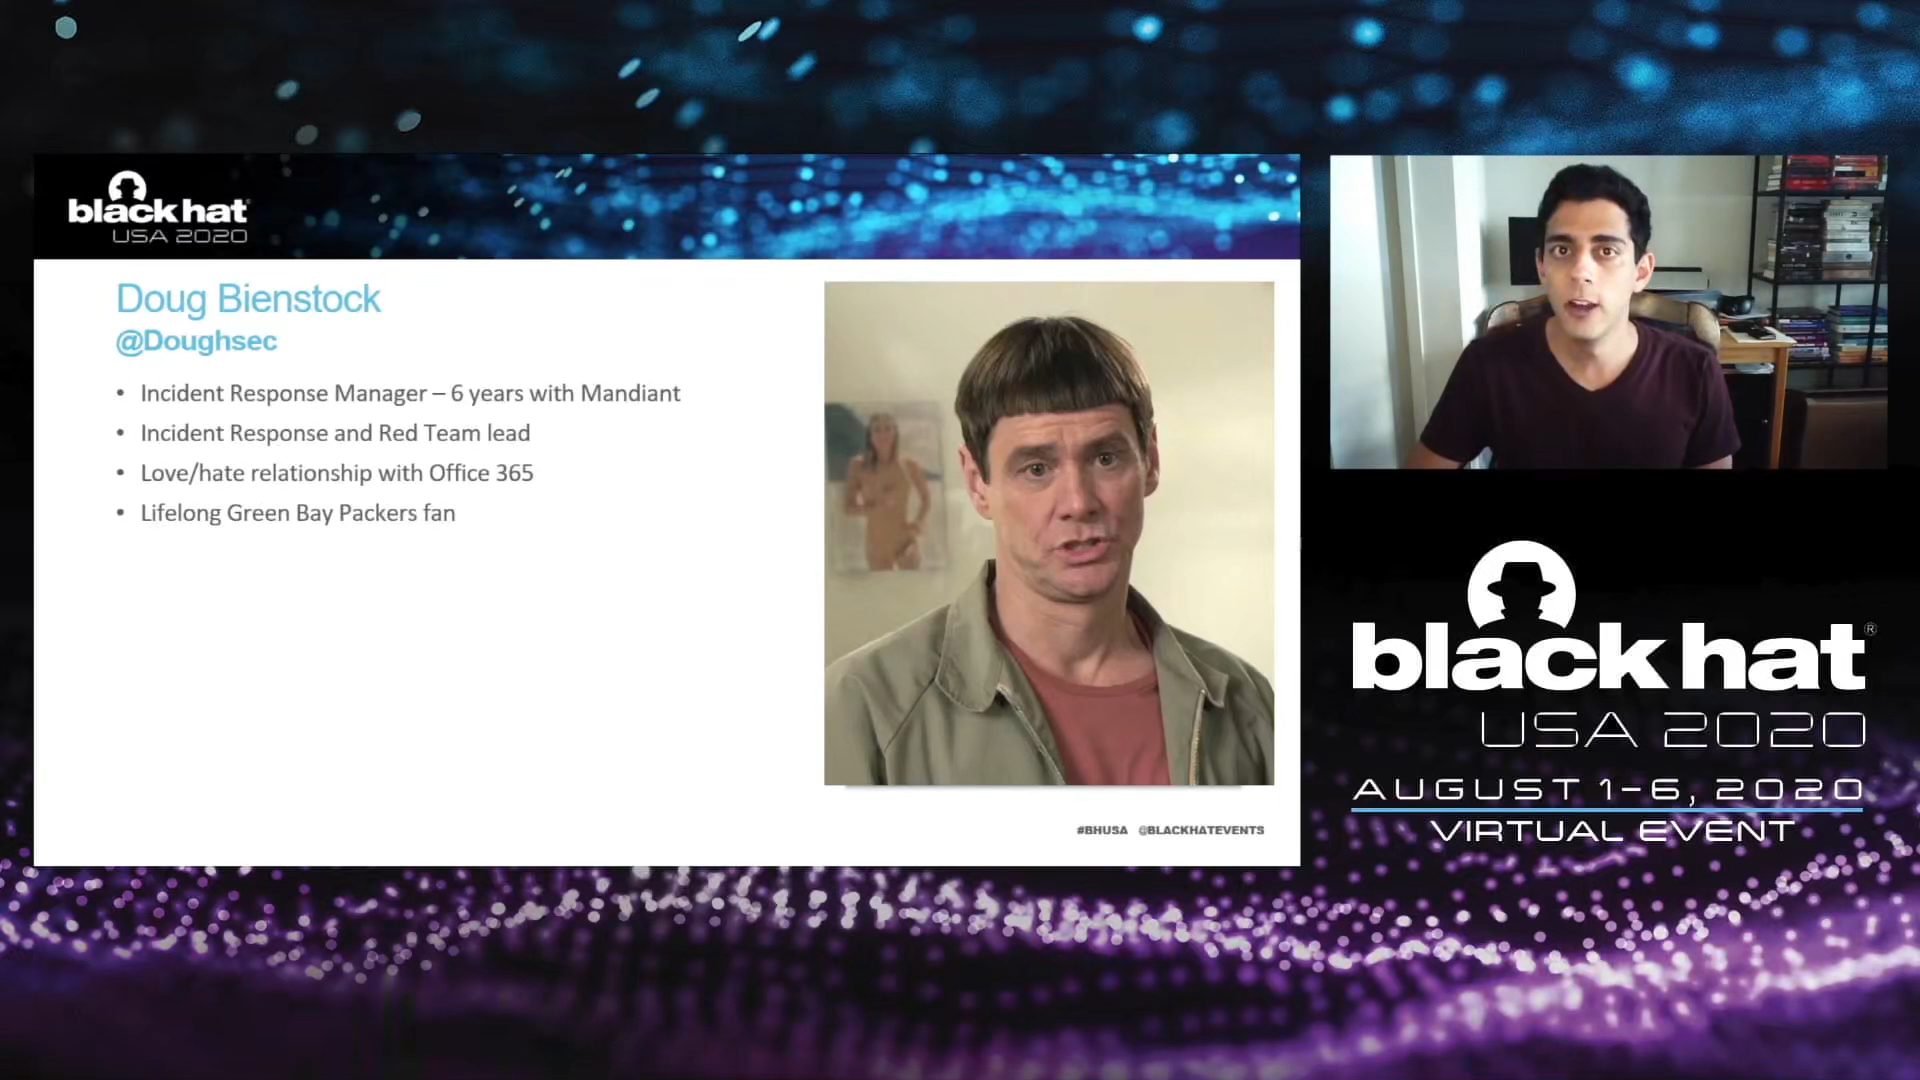 black hat
USA 2020
Doug Bienstock
@Doughsec
• Incident Response Manager – 6 years with Mandiant
• Incident Response and Red Team lead
• Love/hate relationship with Office 365
• Lifelong Green Bay Packers fan
#BHUSA @BLACKHATEVENTS
black hat®
USA 2020
AUGUST 1-6, 2020
VIRTUAL EVENT